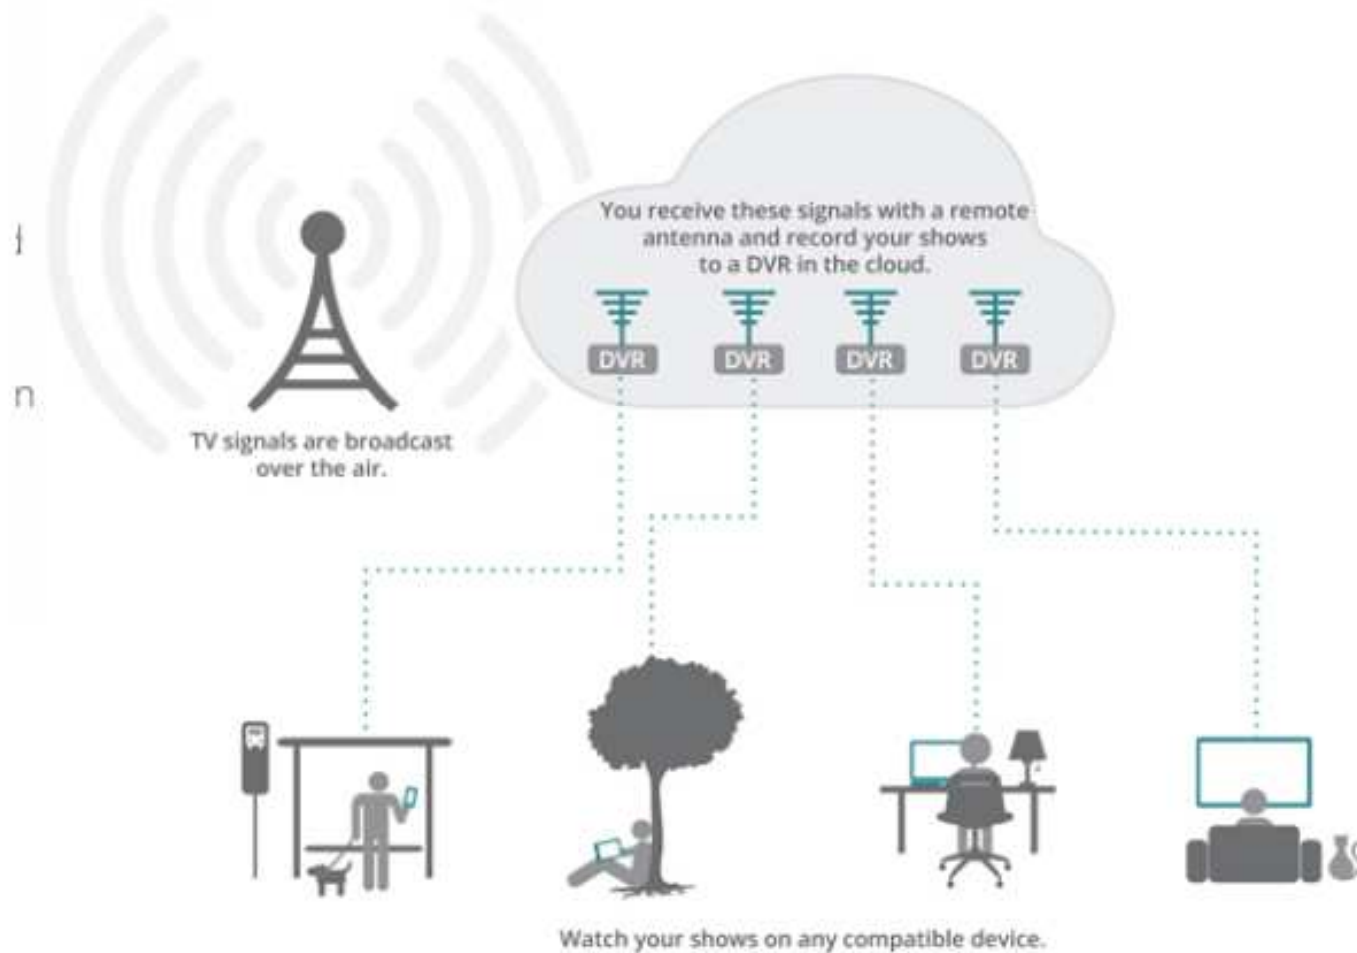 You receive these signals with a remote
antenna and record your shows
to a DVR in the cloud.
DVR DVR DVR DVR
n
TV signals are broadcast
over the air.
Watch your shows on any compatible device.